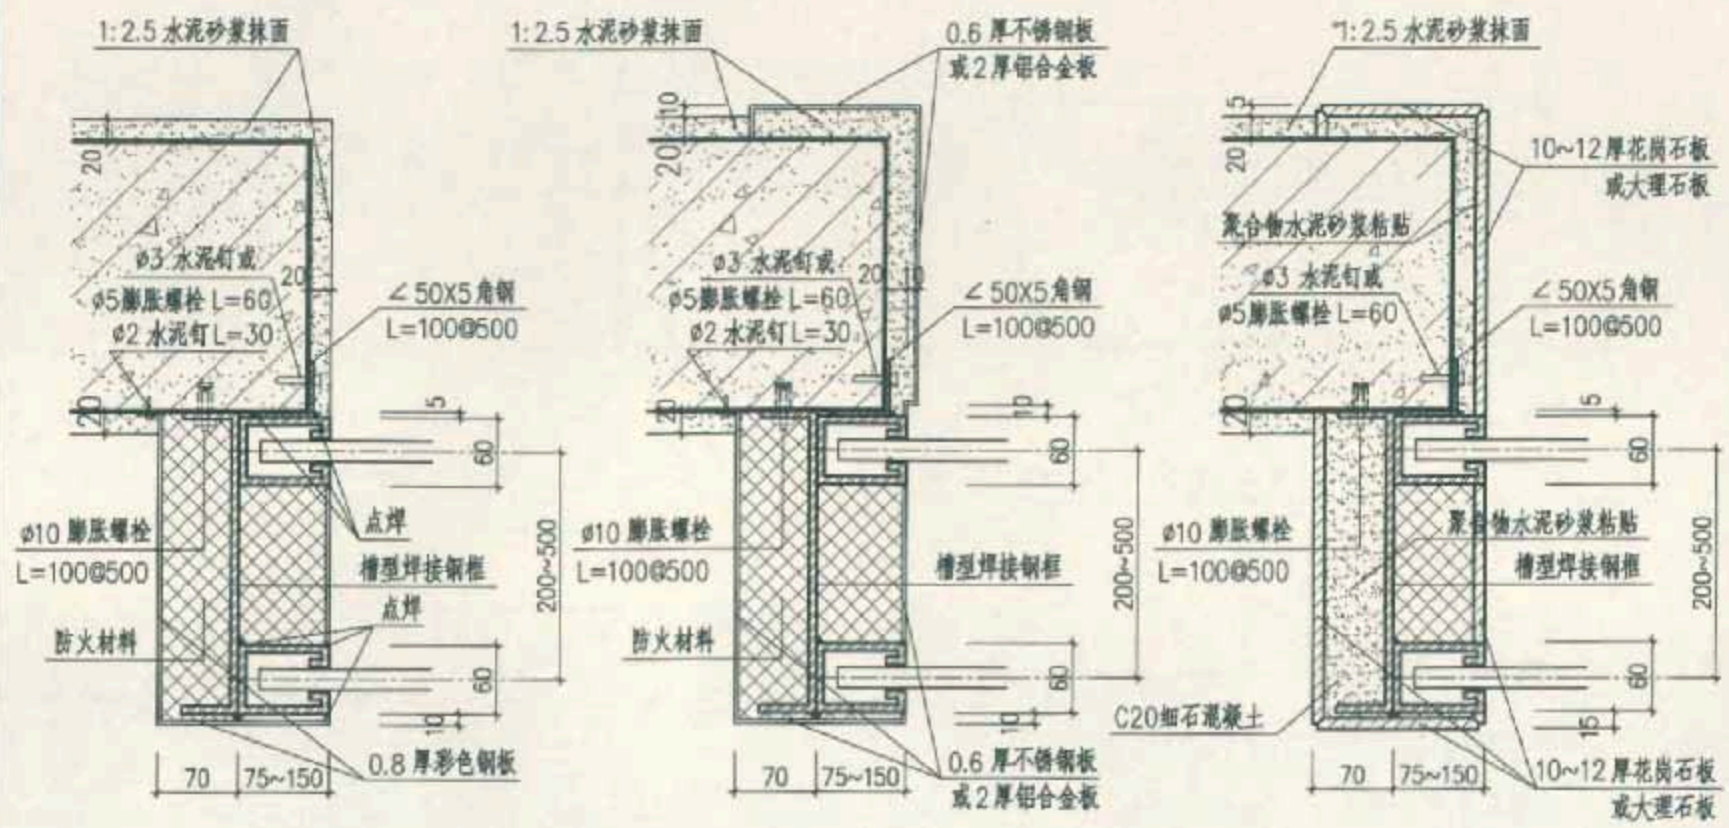 1:2.5 水泥砂浆抹面
20
ø3 水泥钉或
ø5膨胀螺栓 L=60
ø2 水泥钉L=30
20
∠50X5角钢
L=100@500
20
5
60
点焊
ø10 膨胀螺栓
L=100@500
槽型焊接钢框
点焊
200~500
防火材料
60
10
0.8 厚彩色钢板
70
75~150
1:2.5 水泥砂浆抹面
0.6 厚不锈钢板
或2厚铝合金板
10
20
ø3 水泥钉或
ø5膨胀螺栓 L=60
ø2 水泥钉L=30
20
10
∠50X5角钢
L=100@500
20
10
60
ø10 膨胀螺栓
L=100@500
槽型焊接钢框
200~500
防火材料
60
10
0.6 厚不锈钢板
或2厚铝合金板
70
75~150
1:2.5 水泥砂浆抹面
5
20
10~12厚花岗石板
或大理石板
聚合物水泥砂浆粘贴
ø3 水泥钉或
ø5膨胀螺栓 L=60
∠50X5角钢
L=100@500
20
5
60
ø10 膨胀螺栓
L=100@500
聚合物水泥砂浆粘贴
槽型焊接钢框
200~500
60
C20细石混凝土
15
10~12厚花岗石板
或大理石板
70
75~150